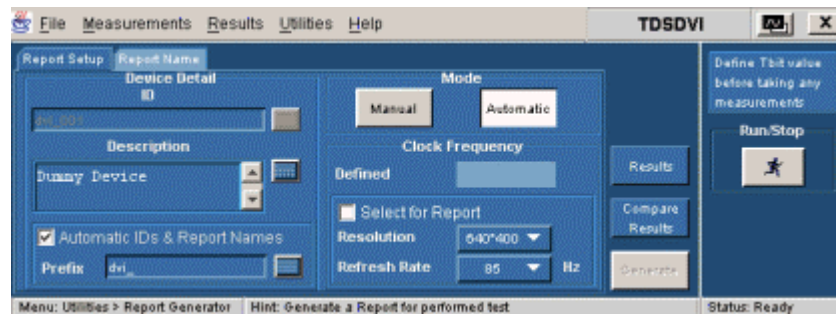 File Measurements Results Utilities Help TDSDVI
Report Setup Report Name
Device Detail
ID
dvi_001
Description
Dummy Device
Automatic IDs & Report Names
Prefix dvi_
Mode
Manual Automatic
Clock Frequency
Defined
Select for Report
Resolution 640*400
Refresh Rate 85 Hz
Results
Compare
Results
Generate
Define Tbit value
before taking any
measurements
Run/Stop
Menu: Utilities > Report Generator Hint: Generate a Report for performed test Status: Ready